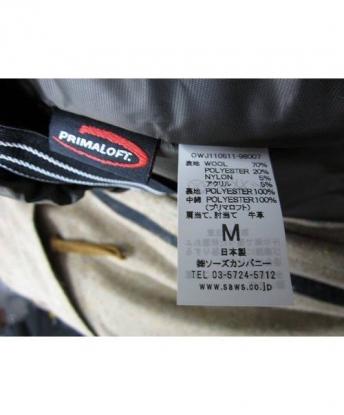 PRIMALOFT.
OWJ110611-98007
表地 WOOL 70%
POLYESTER 20%
NYLON 5%
アクリル 5%
裏地 POLYESTER100%
中綿 POLYESTER100%
(プリマロフト)
肩当て、肘当て 牛革
M
日本製
㈱ソーズカンパニー
TEL 03-5724-5712
www.saws.co.jp